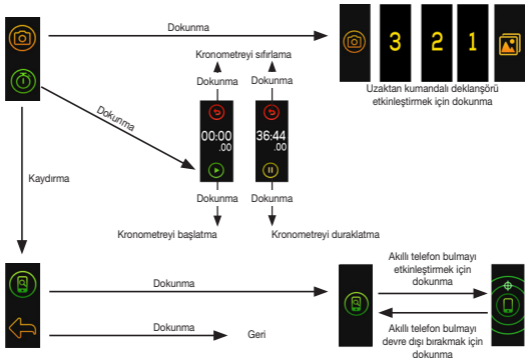 Dokunma
3 2 1
Uzaktan kumandalı deklanşörü
etkinleştirmek için dokunma
Kronometreyi sıfırlama
Dokunma Dokunma
Dokunma
00:00
.00
36:44
.00
Kaydırma
Dokunma Dokunma
Kronometreyi başlatma
Kronometreyi duraklatma
Dokunma
Akıllı telefon bulmayı
etkinleştirmek için
dokunma
Dokunma
Geri
Akıllı telefon bulmayı
devre dışı bırakmak için
dokunma